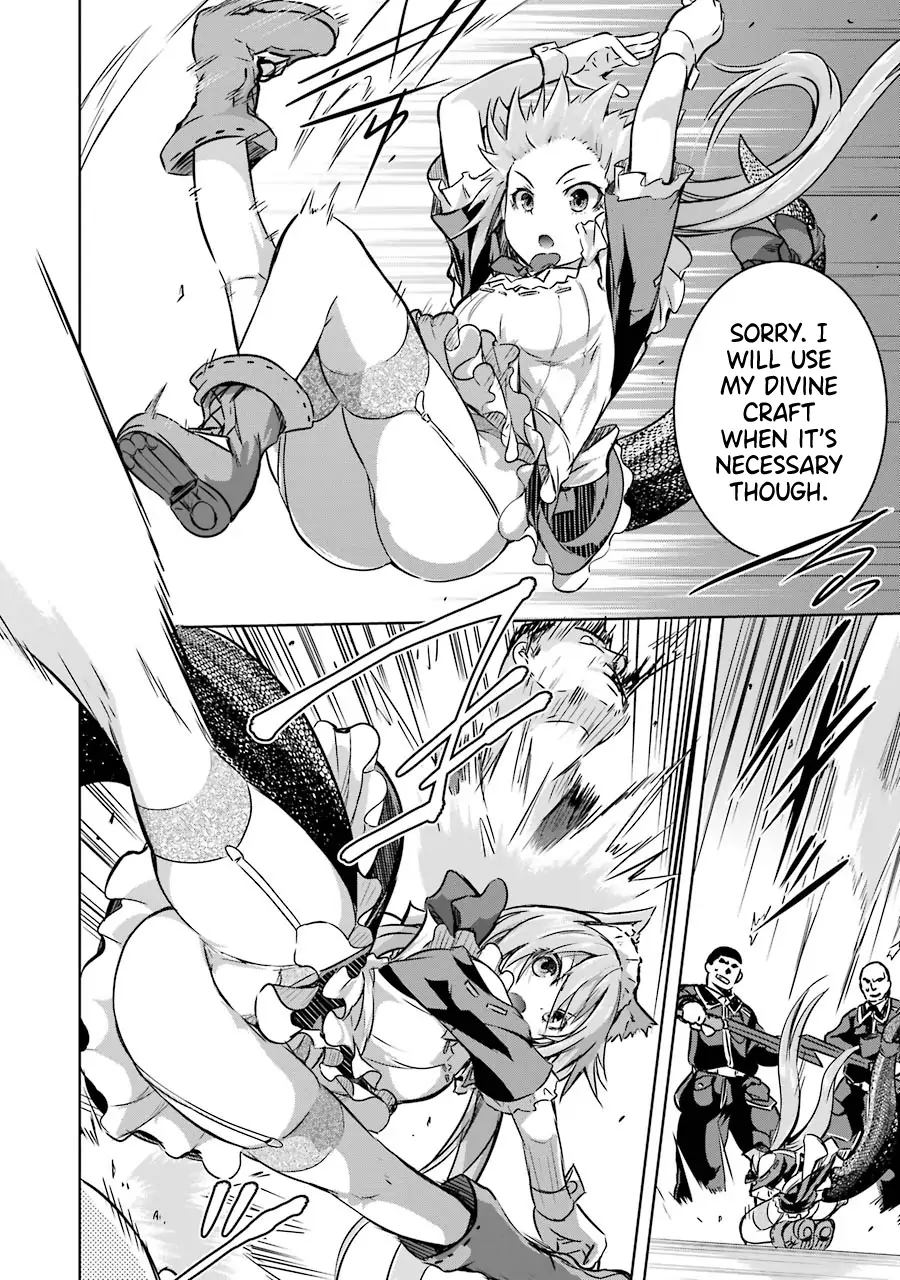 SORRY. I
WILL USE
MY DIVINE
CRAFT
WHEN IT'S
NECESSARY
THOUGH.